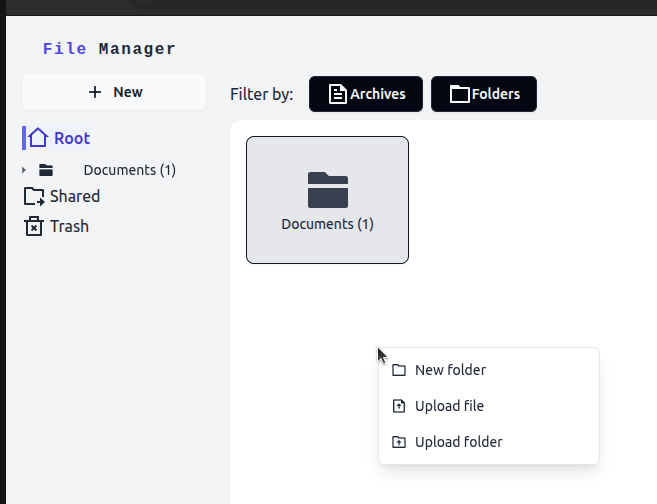 File Manager
New
Filter by:
Archives
Folders
Root
Documents (1)
Shared
Trash
Documents (1)
New folder
Upload file
Upload folder